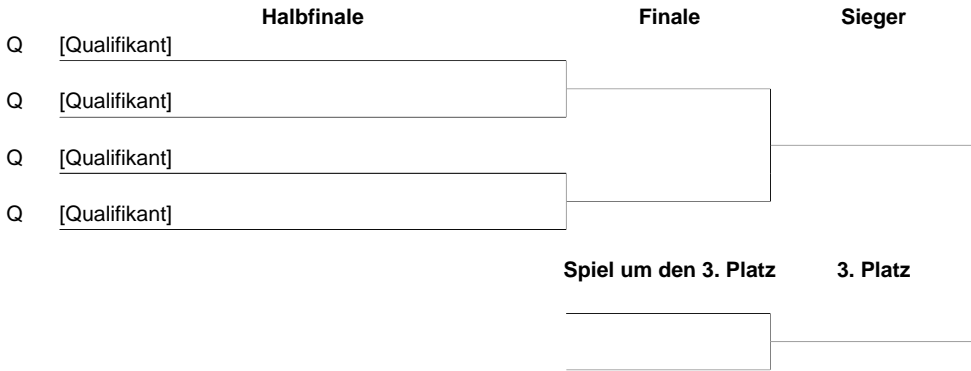 Halbfinale Finale Sieger
Q [Qualifikant]
Q [Qualifikant]
Q [Qualifikant]
Q [Qualifikant]
Spiel um den 3. Platz 3. Platz